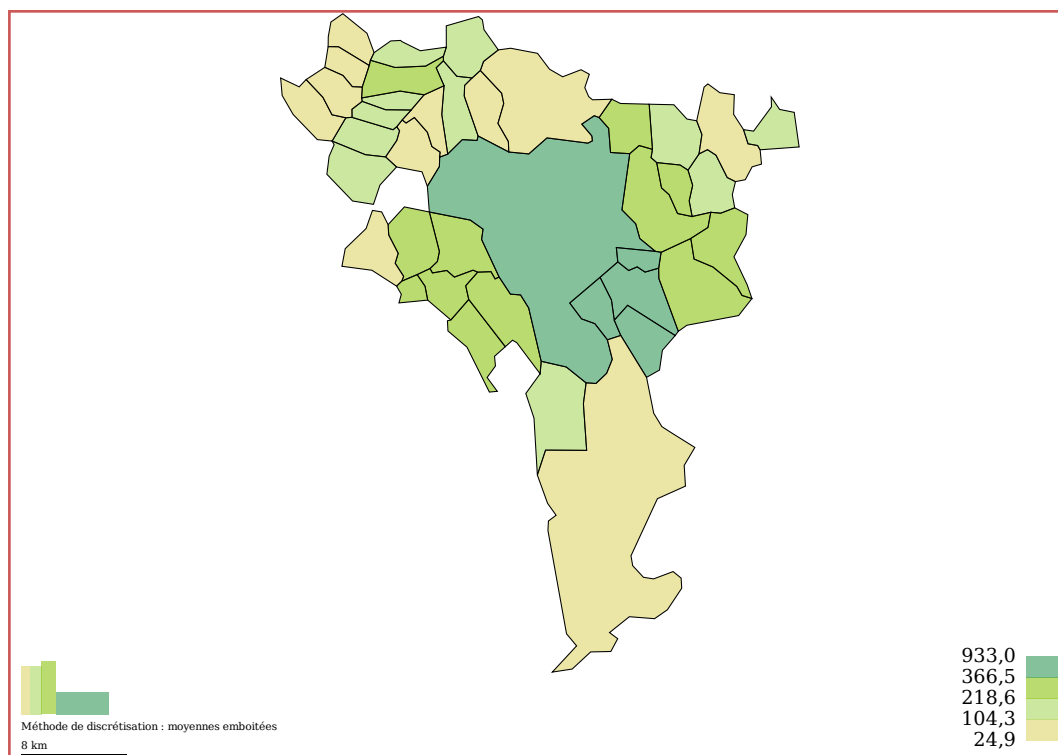 933,0
366,5
218,6
104,3
24,9
Méthode de discrétisation : moyennes emboitées
8 km